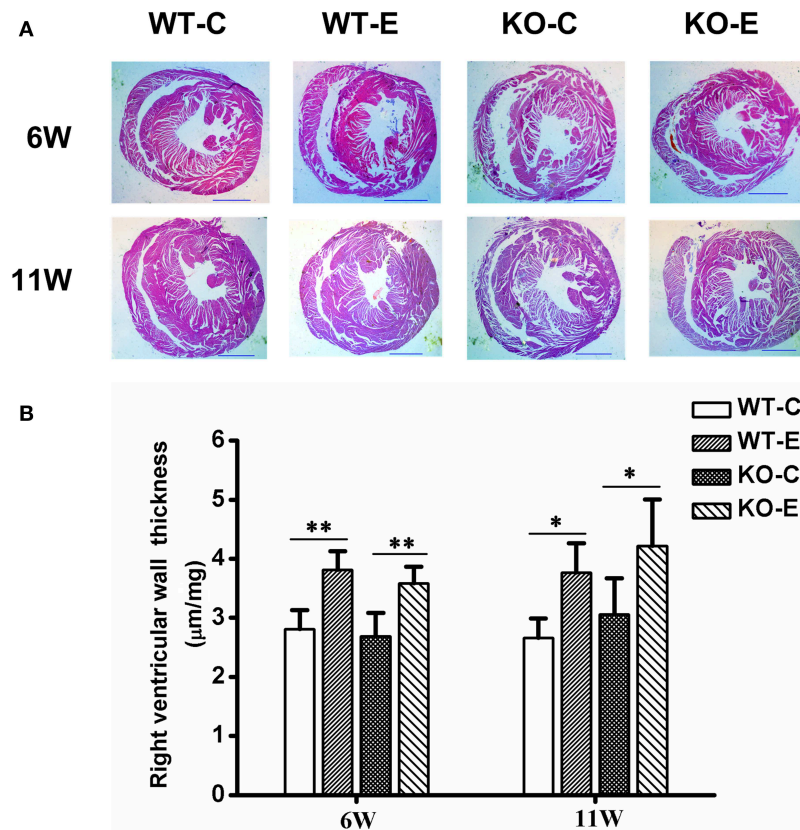 A
WT-C WT-E KO-C KO-E
6W
11W
B
WT-C
WT-E
KO-C
KO-E
Right ventricular wall thickness
(μm/mg)
6
5
4
3
2
1
0
** ** * *
6W 11W